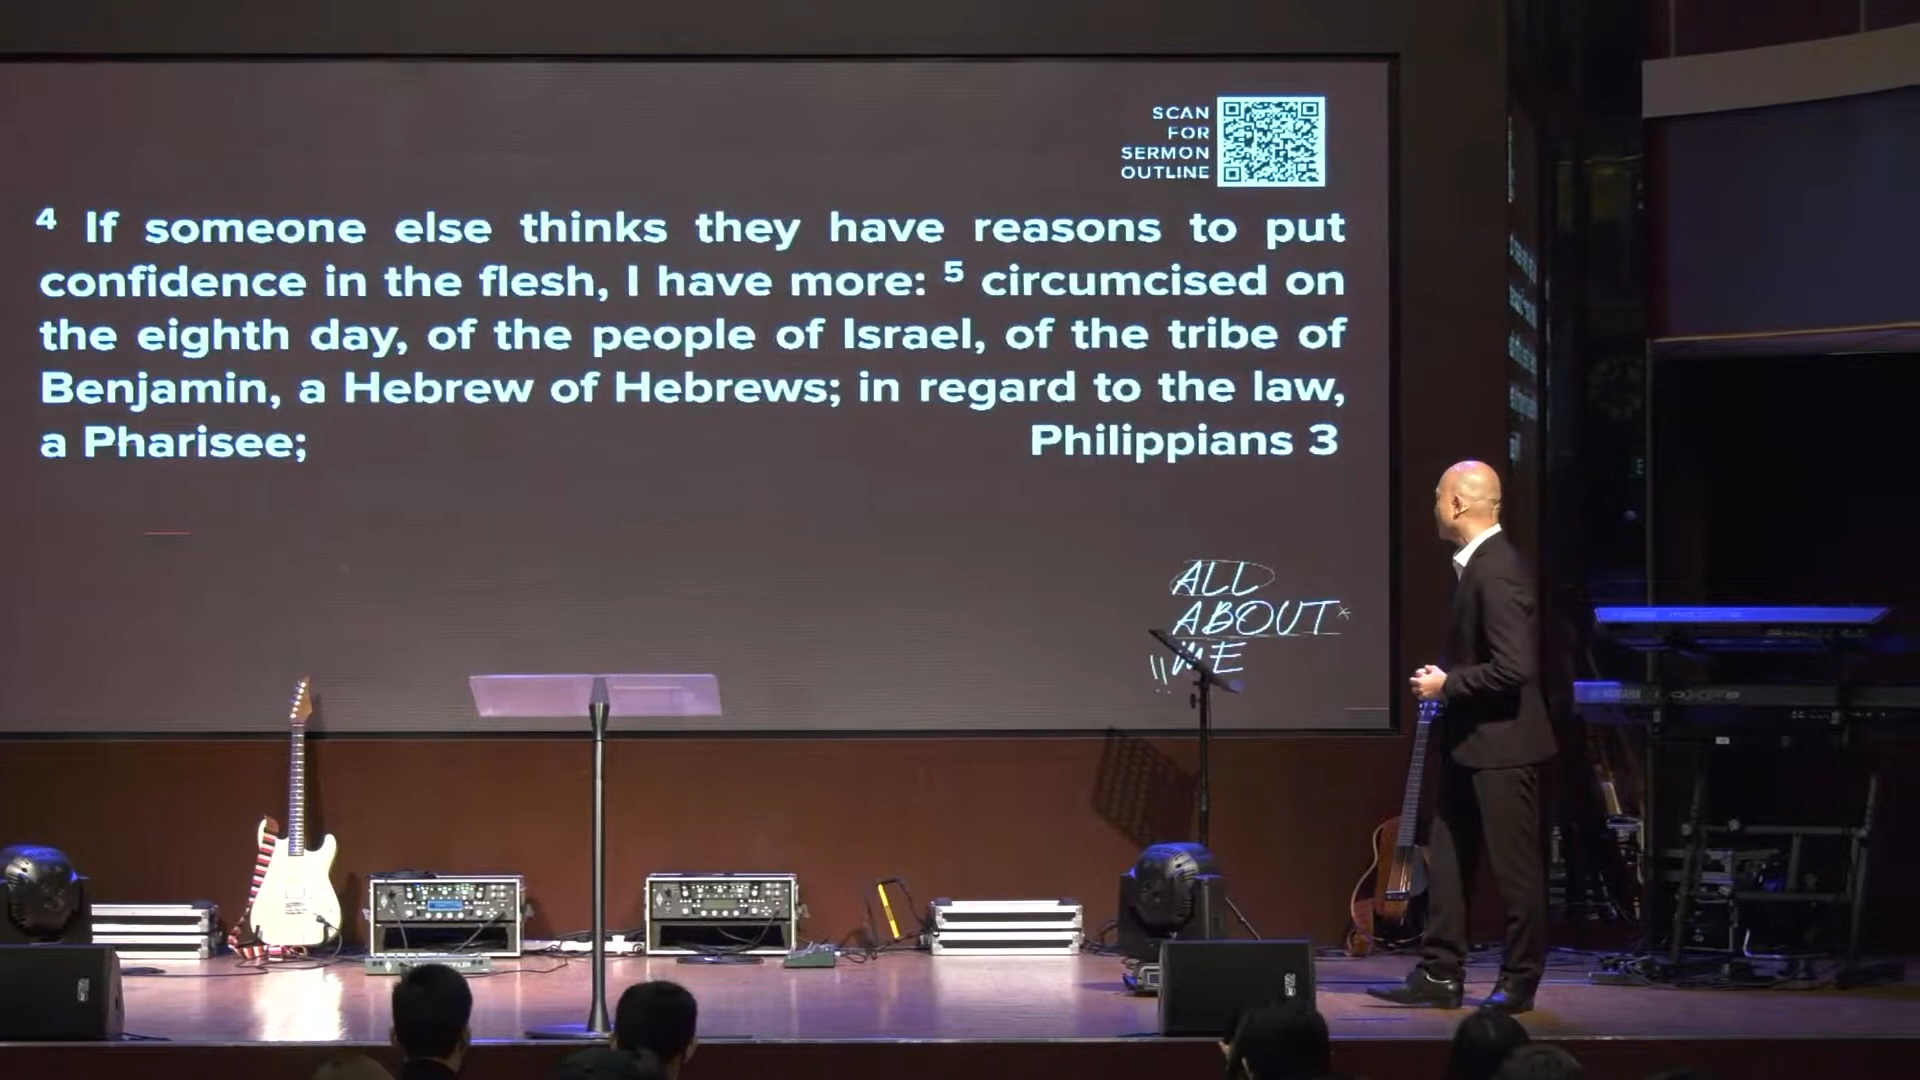 SCAN
FOR
SERMON
OUTLINE
4 If someone else thinks they have reasons to put
confidence in the flesh, I have more: 5 circumcised on
the eighth day, of the people of Israel, of the tribe of
Benjamin, a Hebrew of Hebrews; in regard to the law,
a Pharisee; Philippians 3
ALL
ABOUT*
ME